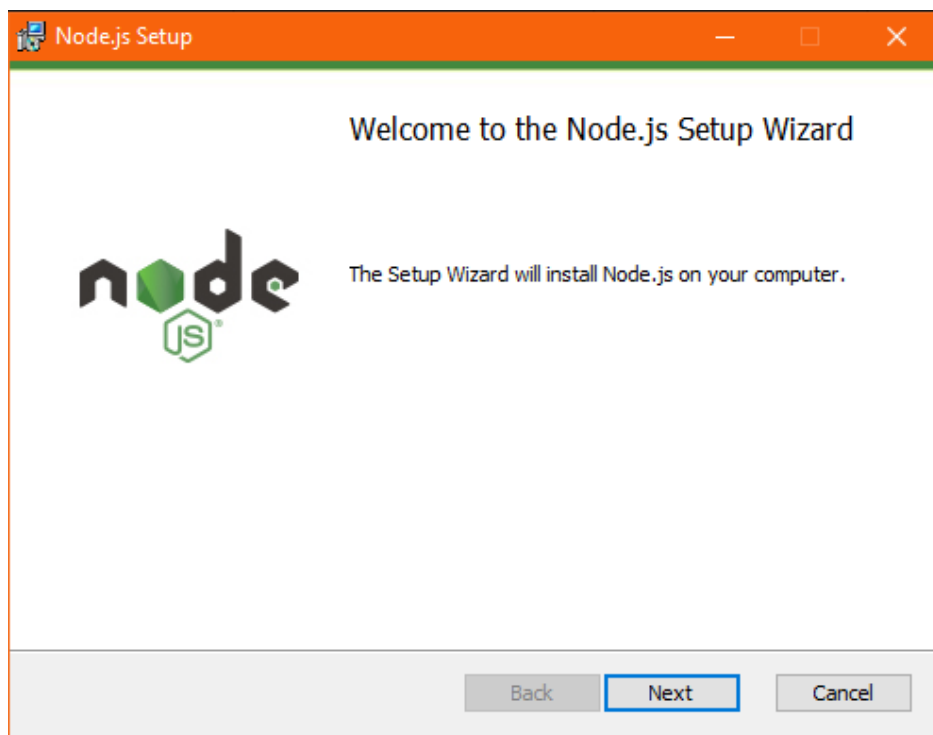 Node.js Setup
Welcome to the Node.js Setup Wizard
The Setup Wizard will install Node.js on your computer.
node
JS®
Back
Next
Cancel